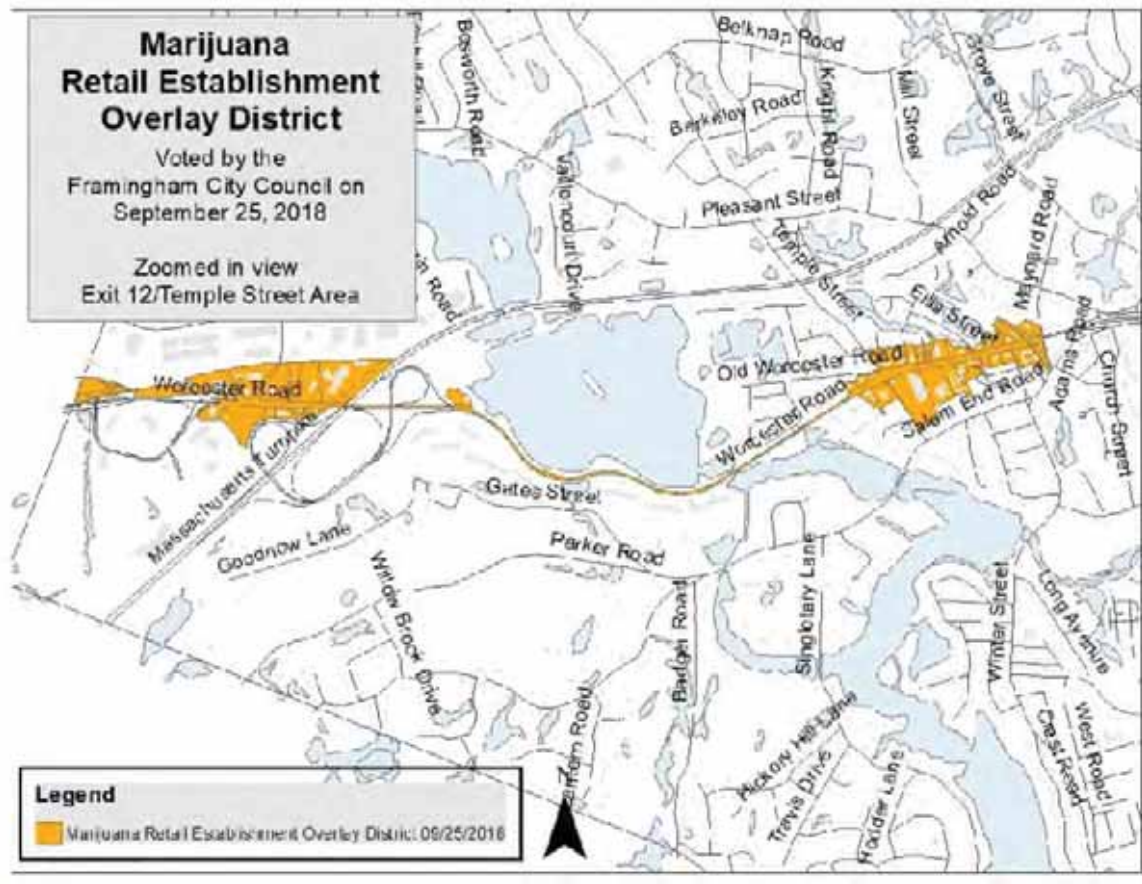 Marijuana
Retail Establishment
Overlay District
Voted by the
Framingham City Council on
September 25, 2018
Zoomed in view
Exit 12/Temple Street Area
Belknap Road
Bosworth Road
Knight Road
Mill Street
Grove Street
Berkeley Road
Vaillencourt Drive
Pleasant Street
Arnold Road
Maynard Road
Temple Street
Road
Edia Street
Old Worcester Road
Adams Road
Church Street
Worcester Road
Worcester Road
Salem End Road
Massachusetts Turnpike
Gates Street
Goodnow Lane
Parker Road
Willow Brook Drive
Badger Road
Singletary Lane
Winter Street
Long Avenue
Road
Hickory Hill Lane
Travis Drive
Hodder Lane
Crest Road
West Road
Legend
Marijuana Retail Establishment Overlay District 09/25/2018